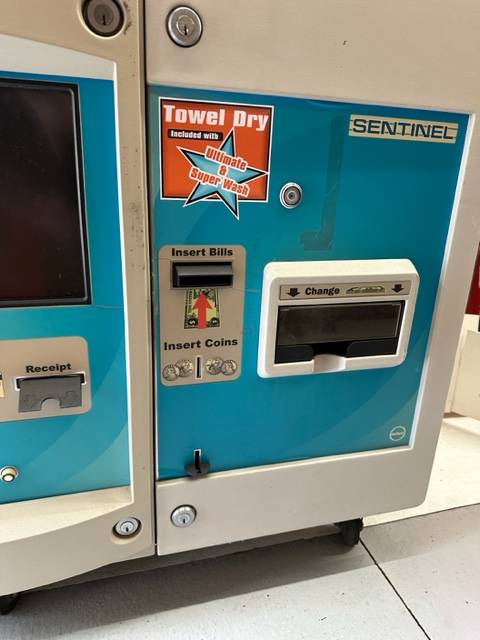 Towel Dry
Included with
Ultimate
&
Super Wash
SENTINEL
Insert Bills
Change
Insert Coins
Receipt